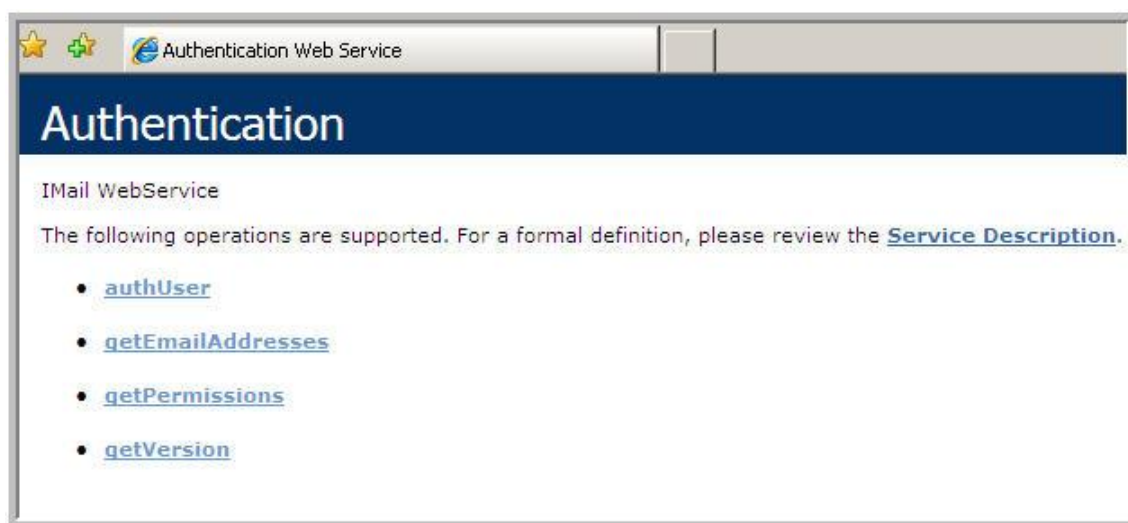 Authentication Web Service
Authentication
IMail WebService
The following operations are supported. For a formal definition, please review the Service Description.
authUser
getEmailAddresses
getPermissions
getVersion